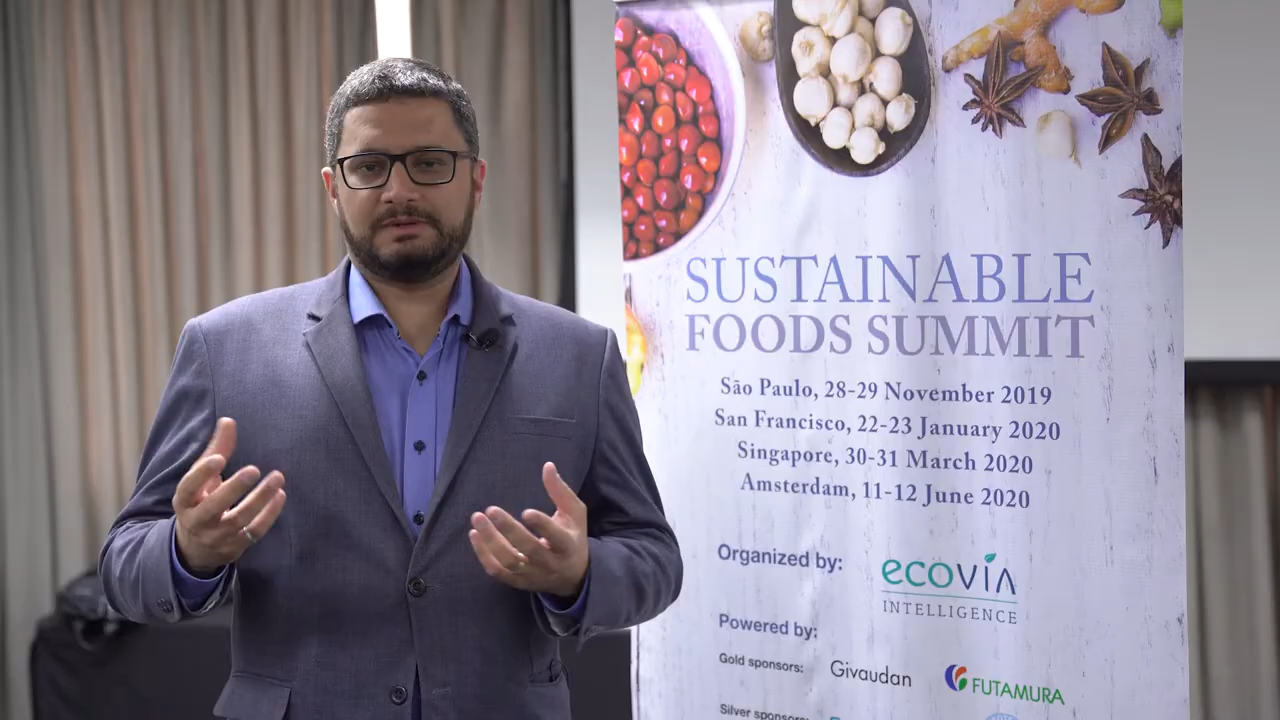 SUSTAINABLE
FOODS SUMMIT
São Paulo, 28-29 November 2019
San Francisco, 22-23 January 2020
Singapore, 30-31 March 2020
Amsterdam, 11-12 June 2020
Organized by:
ecovia
INTELLIGENCE
Powered by:
Gold sponsors:
Givaudan
FUTAMURA
Silver sponsors: